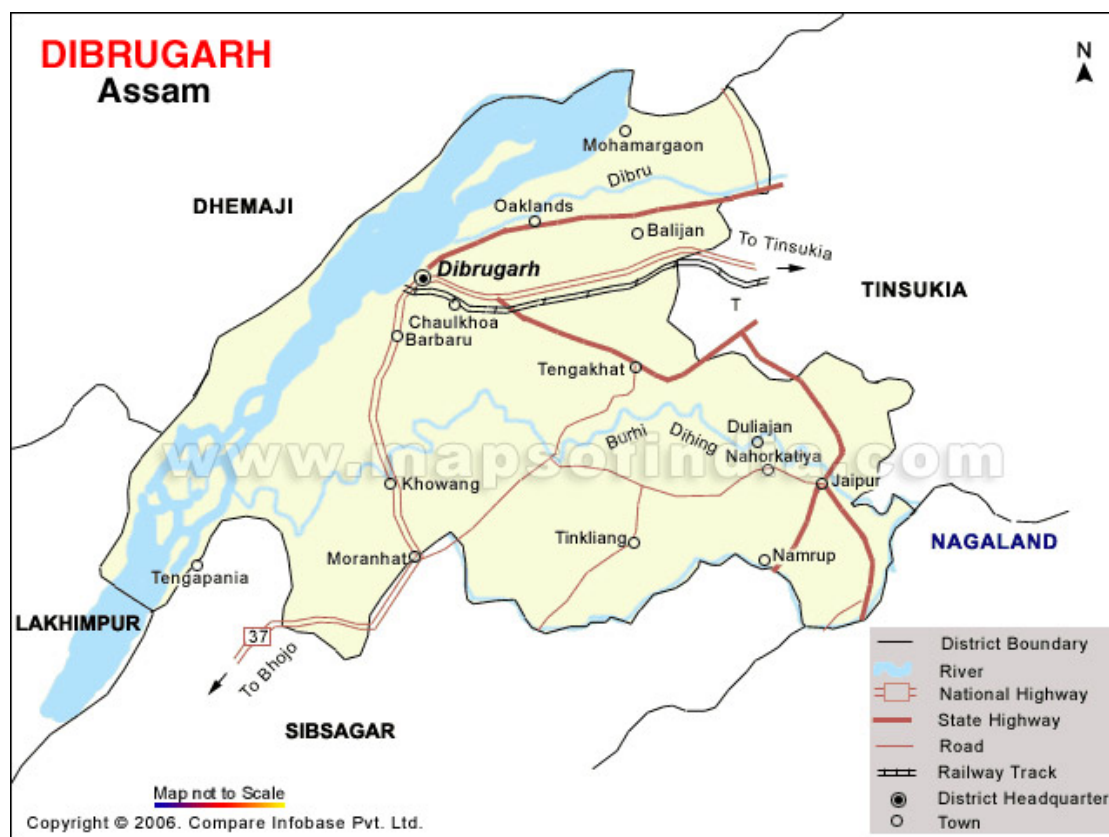 DIBRUGARH
Assam
N
Mohamargaon
Dibru
DHEMAJI
Oaklands
Balijan
To Tinsukia
Dibrugarh
TINSUKIA
T
Chaulkhoa
Barbaru
Tengakhat
Burhi Dihing
Duliajan
Nahorkatiya
www.mapsofindia.com
Khowang
Jaipur
Tinkliang
NAGALAND
Moranhat
Namrup
Tengapania
LAKHIMPUR
37
To Bhojo
SIBSAGAR
District Boundary
River
National Highway
State Highway
Road
Railway Track
District Headquarter
Town
Map not to Scale
Copyright © 2006. Compare Infobase Pvt. Ltd.